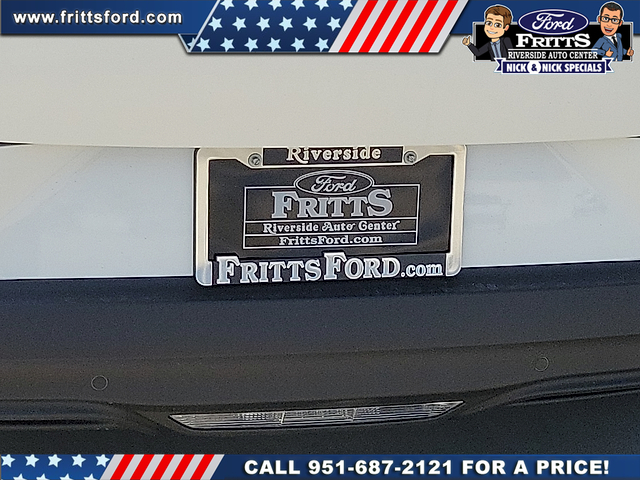 www.frittsford.com
Ford
FRITTS
RIVERSIDE AUTO CENTER
NICK & NICK SPECIALS
Riverside
Ford
FRITTS
Riverside Auto Center
FrittsFord.com
FRITTSFORD.com
CALL 951-687-2121 FOR A PRICE!